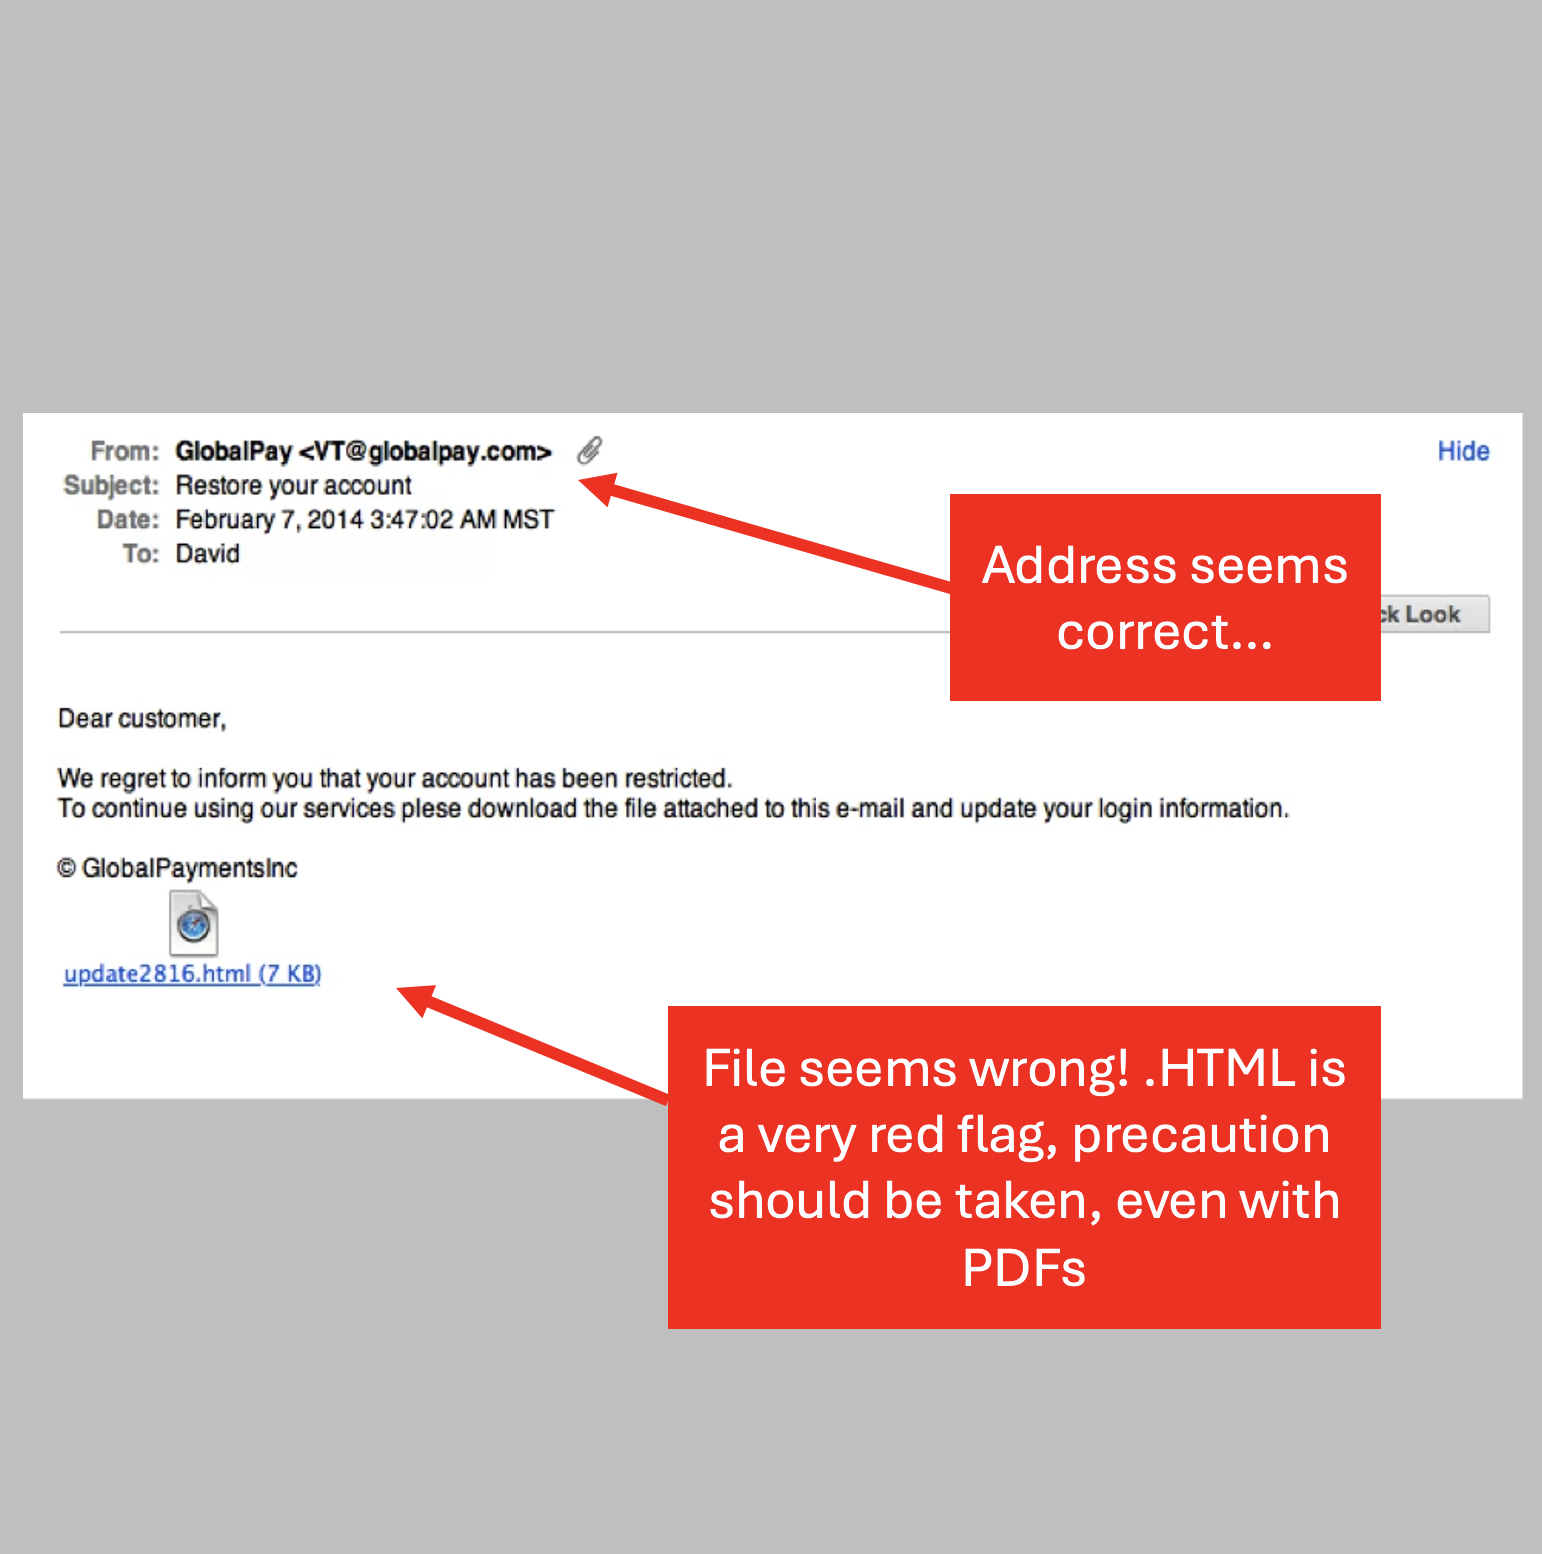 From: GlobalPay <VT@globalpay.com>
Hide
Subject: Restore your account
Date: February 7, 2014 3:47:02 AM MST
To: David
Address seems
correct...
Look
Dear customer,
We regret to inform you that your account has been restricted.
To continue using our services plese download the file attached to this e-mail and update your login information.
© GlobalPaymentsInc
update2816.html (7 KB)
File seems wrong! .HTML is
a very red flag, precaution
should be taken, even with
PDFs